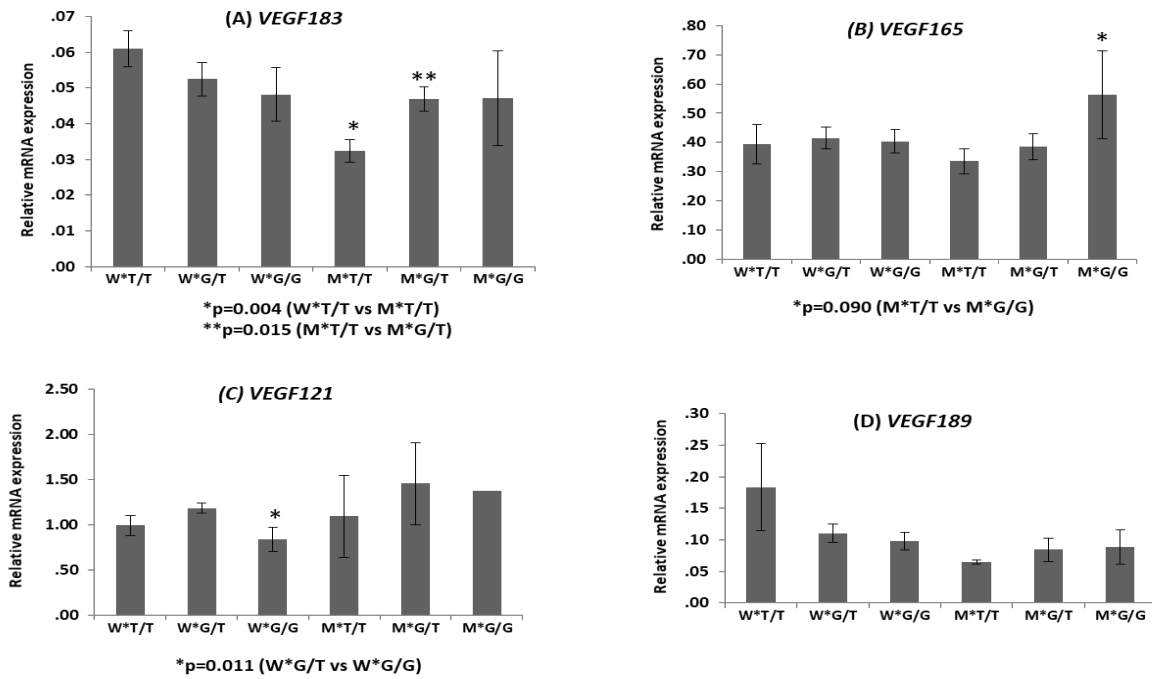 (A) VEGF183
Relative mRNA expression
.07
.06
.05
.04
.03
.02
.01
.00
*
**
W*T/T W*G/T W*G/G M*T/T M*G/T M*G/G
*p=0.004 (W*T/T vs M*T/T)
**p=0.015 (M*T/T vs M*G/T)
(B) VEGF165
Relative mRNA expression
.80
.70
.60
.50
.40
.30
.20
.10
.00
*
W*T/T W*G/T W*G/G M*T/T M*G/T M*G/G
*p=0.090 (M*T/T vs M*G/G)
(C) VEGF121
Relative mRNA expression
2.50
2.00
1.50
1.00
.50
.00
*
W*T/T W*G/T W*G/G M*T/T M*G/T M*G/G
*p=0.011 (W*G/T vs W*G/G)
(D) VEGF189
Relative mRNA expression
.30
.25
.20
.15
.10
.05
.00
W*T/T W*G/T W*G/G M*T/T M*G/T M*G/G